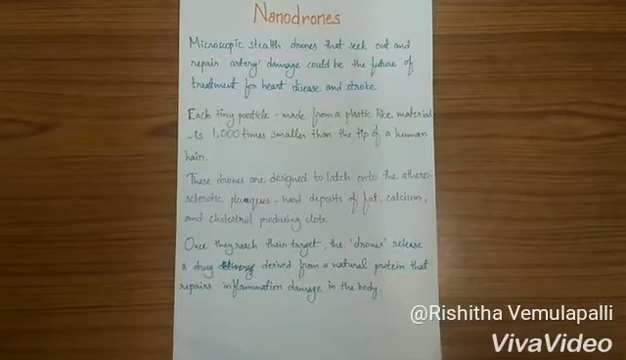 Nanodrones
Microscopic stealth drones that seek out and
repair artery damage could be the future of
treatment for heart disease and stroke.
Each tiny particle - made from a plastic like material
- is 1,000 times smaller than the tip of a human
hair.
These drones are designed to latch onto the athero-
sclerotic plaques - hard deposits of fat, calcium,
and cholestrol producing clots.
Once they reach their target, the 'drones' release
a drug derived from a natural protein that
repairs inflammation damage in the body.
@Rishitha Vemulapalli
VivaVideo